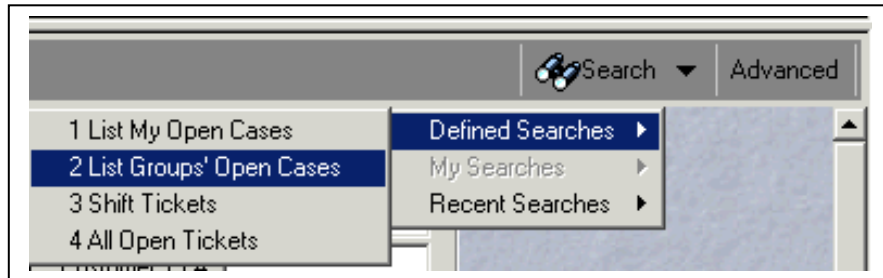 Search Advanced
1 List My Open Cases
2 List Groups' Open Cases
3 Shift Tickets
4 All Open Tickets
Defined Searches
My Searches
Recent Searches